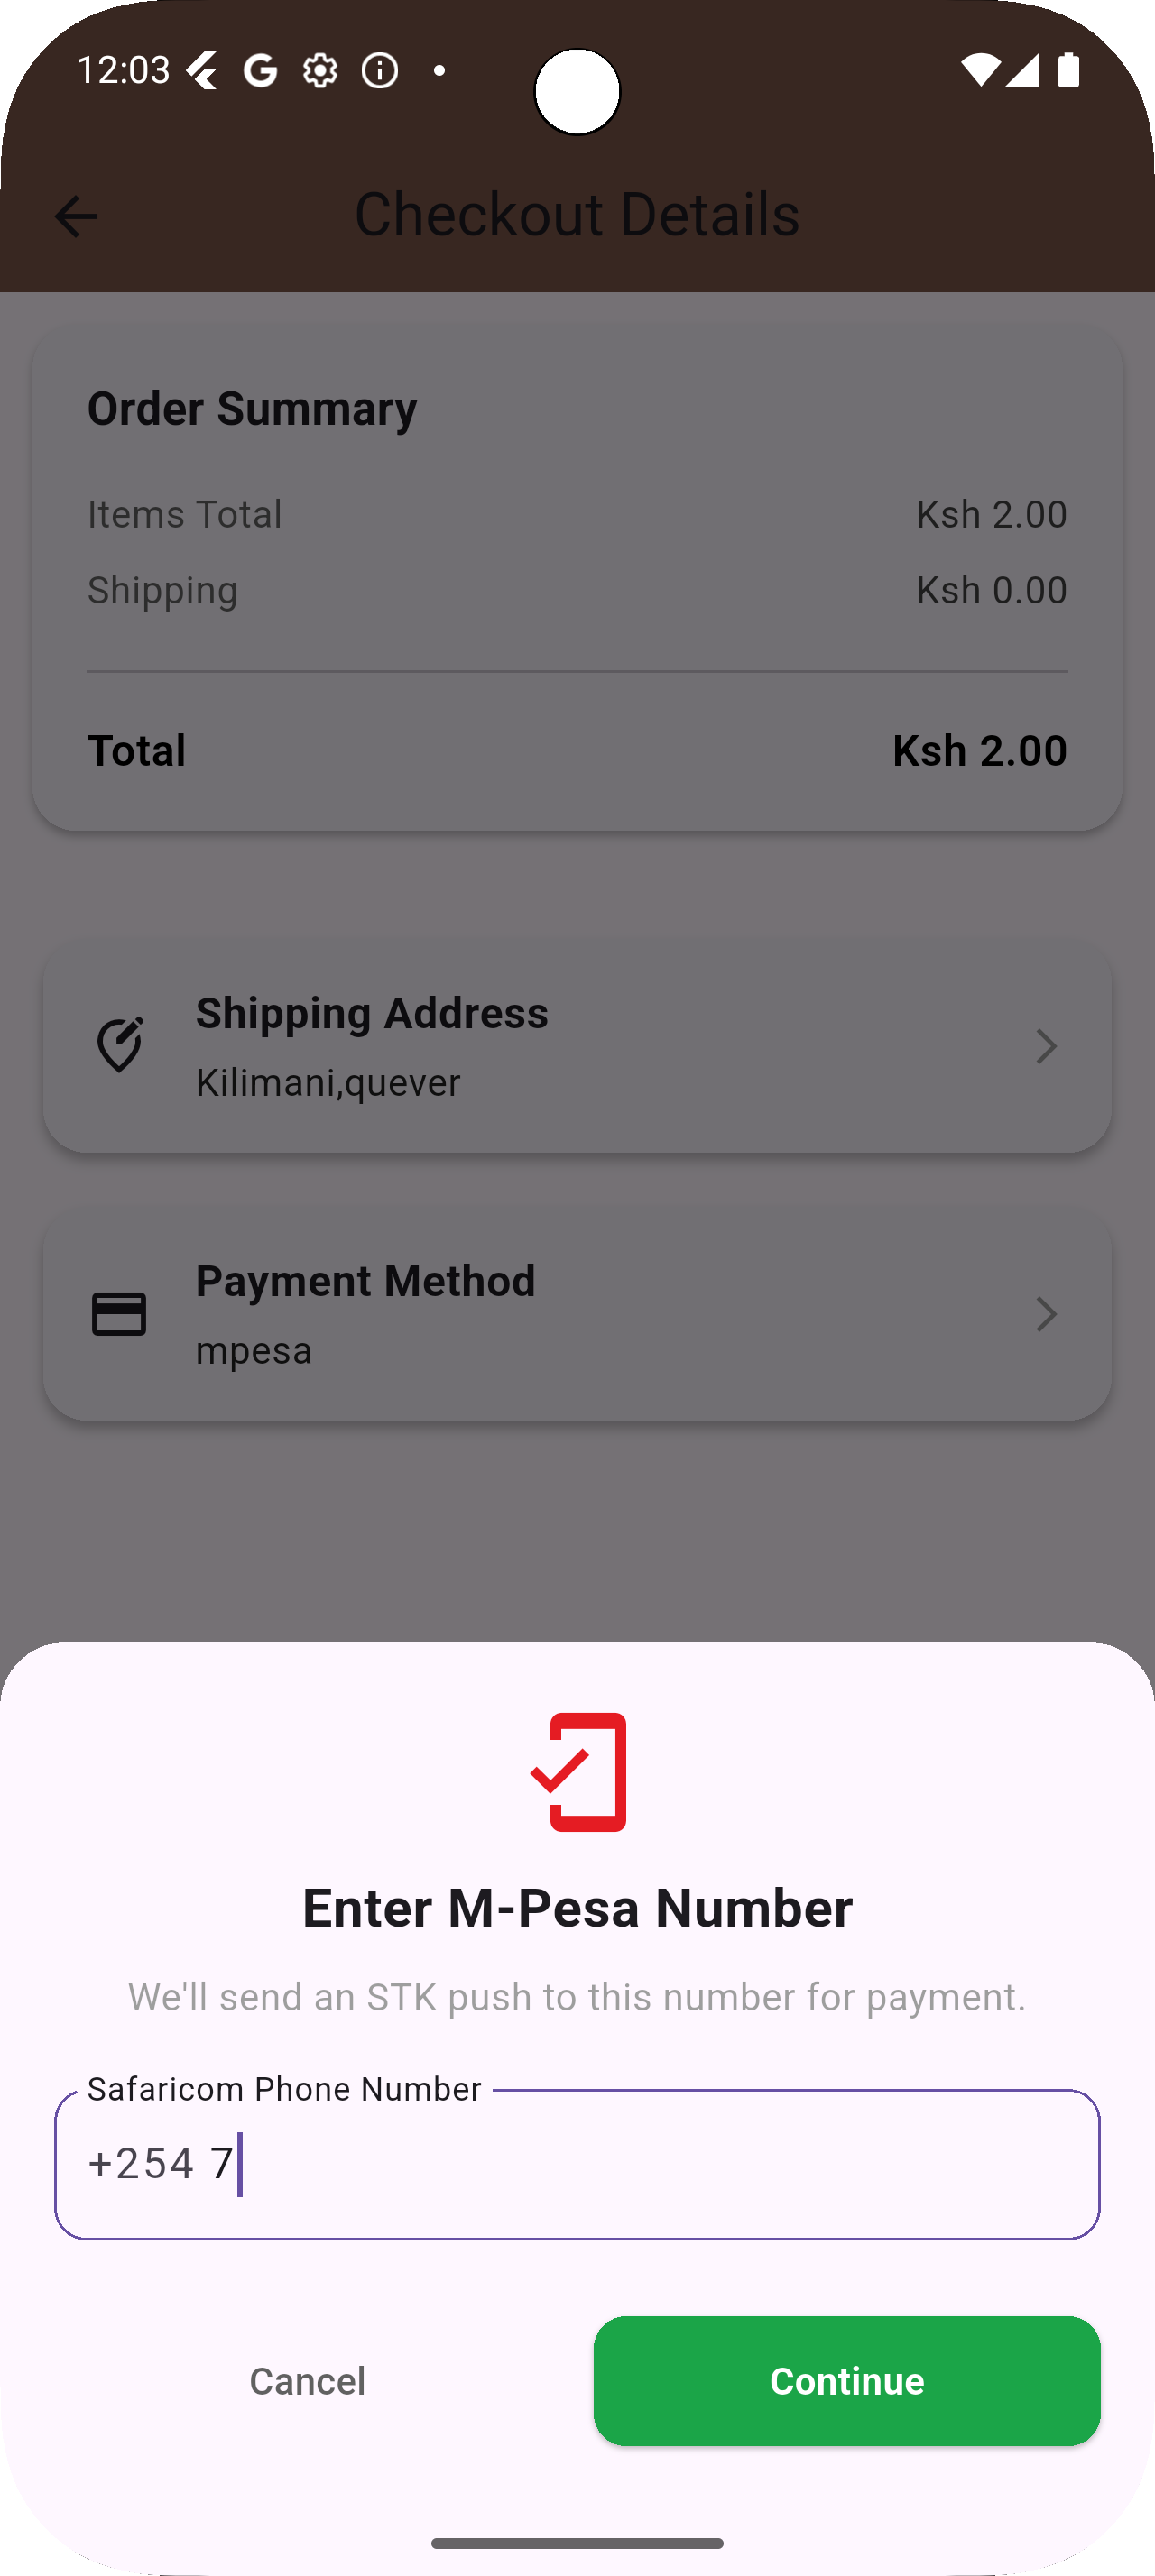 12:03
Checkout Details
Order Summary
Items Total Ksh 2.00
Shipping Ksh 0.00
Total Ksh 2.00
Shipping Address
Kilimani,quever
Payment Method
mpesa
Enter M-Pesa Number
We'll send an STK push to this number for payment.
Safaricom Phone Number
+254 7
Cancel Continue